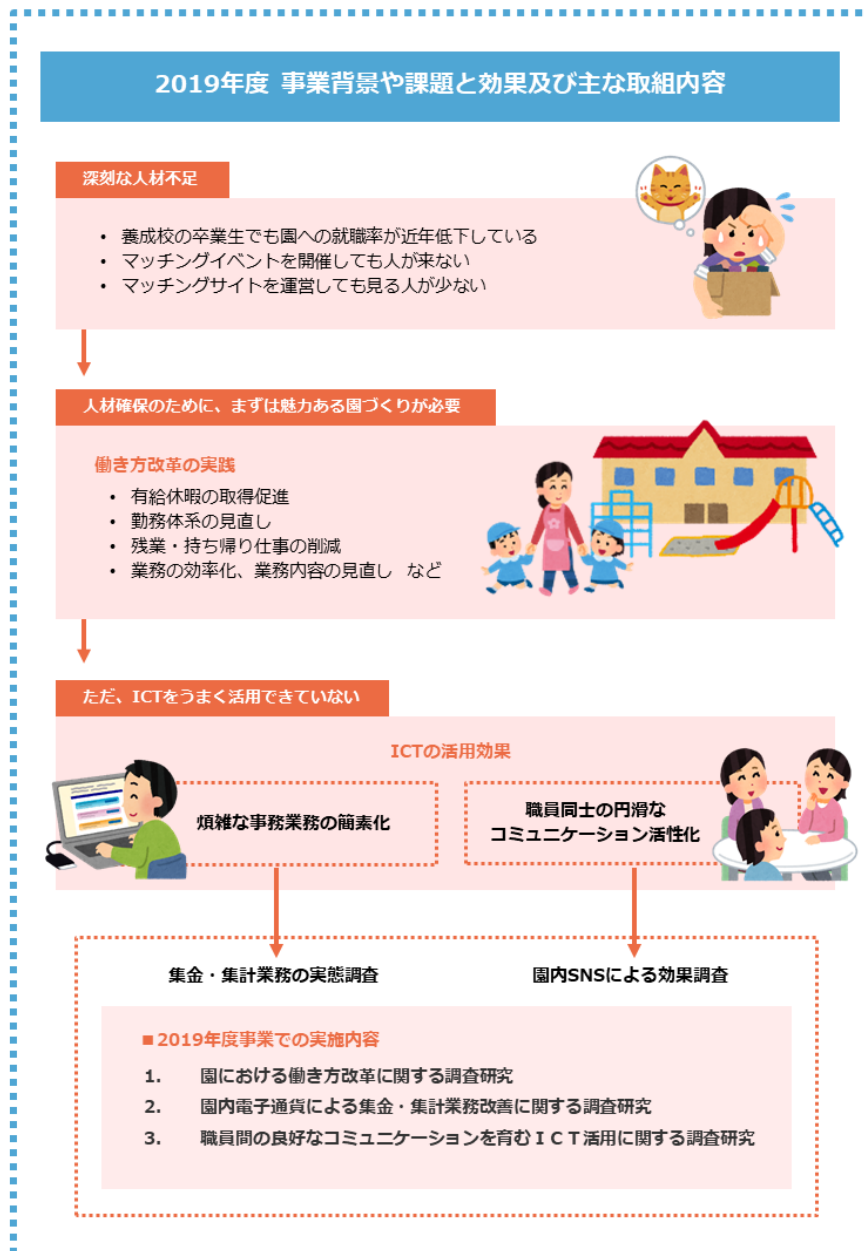 2019年度 事業背景や課題と効果及び主な取組内容
深刻な人材不足
• 養成校の卒業生でも園への就職率が近年低下している
• マッチングイベントを開催しても人が来ない
• マッチングサイトを運営しても見る人が少ない
人材確保のために、まずは魅力ある園づくりが必要
働き方改革の実践
• 有給休暇の取得促進
• 勤務体系の見直し
• 残業・持ち帰り仕事の削減
• 業務の効率化、業務内容の見直し など
ただ、ICTをうまく活用できていない
ICTの活用効果
煩雑な事務業務の簡素化
職員同士の円滑な
コミュニケーション活性化
集金・集計業務の実態調査
園内SNSによる効果調査
■2019年度事業での実施内容
1. 園における働き方改革に関する調査研究
2. 園内電子通貨による集金・集計業務改善に関する調査研究
3. 職員間の良好なコミュニケーションを育むＩＣＴ活用に関する調査研究